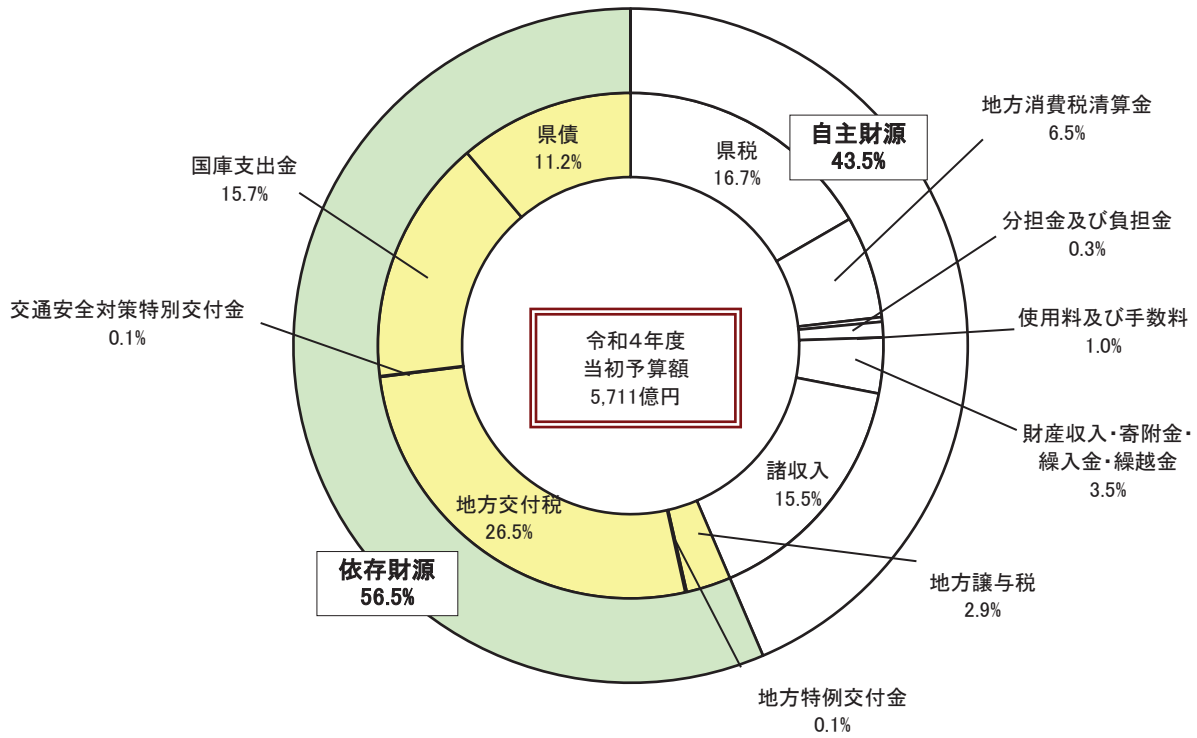 県債
11.2%
県税
16.7%
自主財源
43.5%
地方消費税清算金
6.5%
国庫支出金
15.7%
分担金及び負担金
0.3%
交通安全対策特別交付金
0.1%
使用料及び手数料
1.0%
令和4年度
当初予算額
5,711億円
財産収入・寄附金・
繰入金・繰越金
3.5%
諸収入
15.5%
地方交付税
26.5%
依存財源
56.5%
地方譲与税
2.9%
地方特例交付金
0.1%